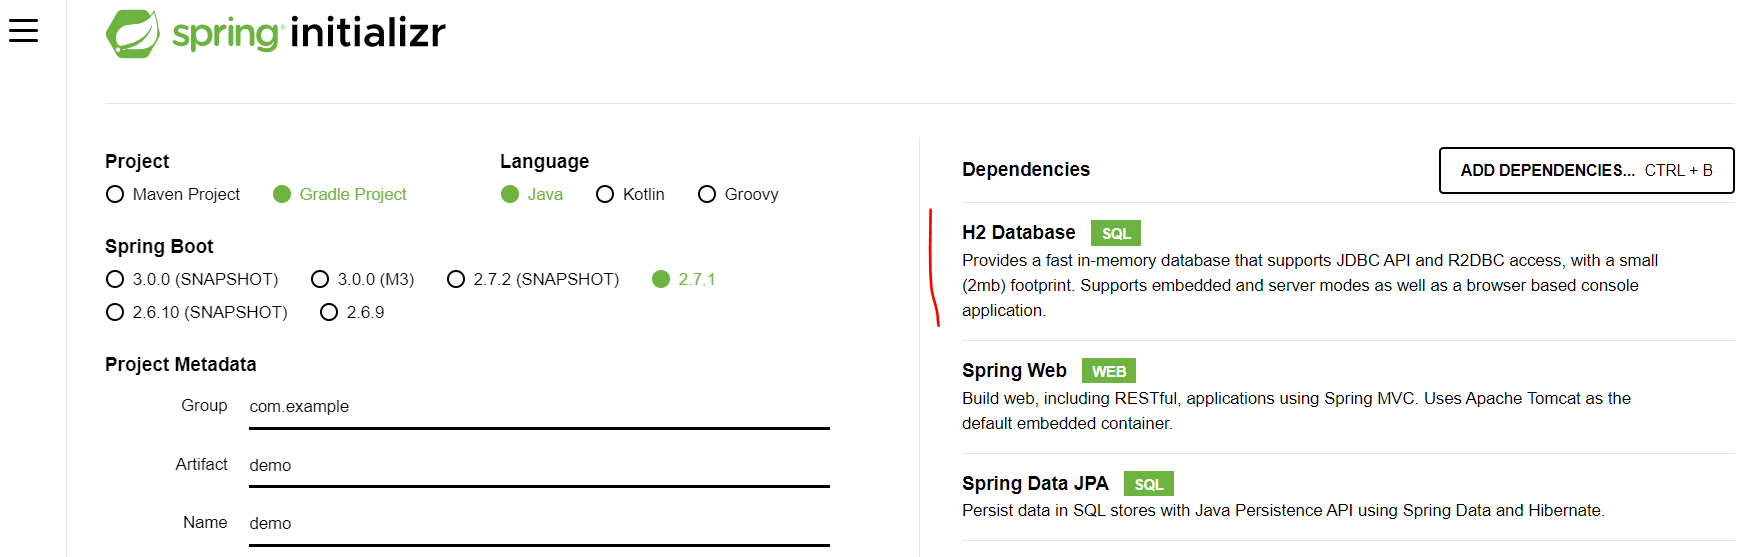 spring initializr
Project
Maven Project Gradle Project
Language
Java Kotlin Groovy
Spring Boot
3.0.0 (SNAPSHOT) 3.0.0 (M3) 2.7.2 (SNAPSHOT) 2.7.1
2.6.10 (SNAPSHOT) 2.6.9
Project Metadata
Group com.example
Artifact demo
Name demo
Dependencies
ADD DEPENDENCIES... CTRL + B
H2 Database SQL
Provides a fast in-memory database that supports JDBC API and R2DBC access, with a small
(2mb) footprint. Supports embedded and server modes as well as a browser based console
application.
Spring Web WEB
Build web, including RESTful, applications using Spring MVC. Uses Apache Tomcat as the
default embedded container.
Spring Data JPA SQL
Persist data in SQL stores with Java Persistence API using Spring Data and Hibernate.